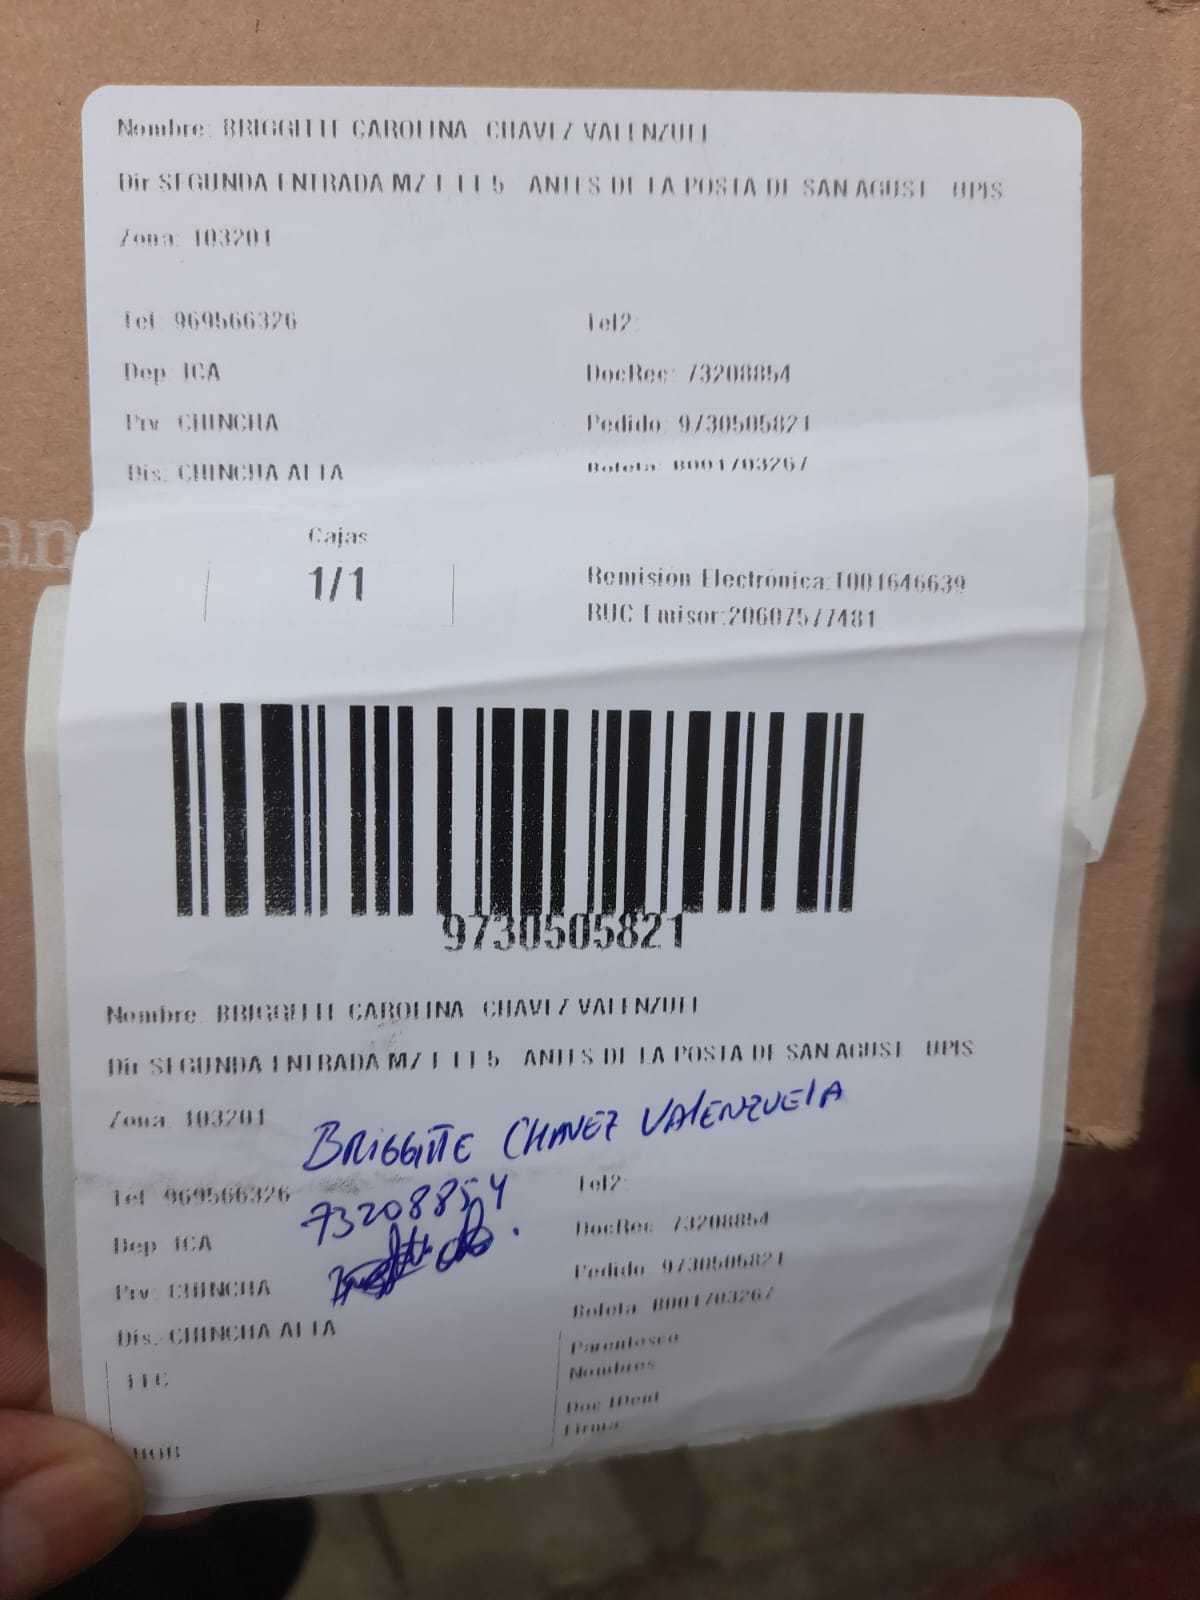 Nombre: BRIGGITTE CAROLINA CHAVEZ VALENZUEL
Dir SEGUNDA ENTRADA MZ LT 5 ANTES DE LA POSTA DE SAN AGUST UPIS
Zona: 103201
Tel: 969566326 Tel2:
Dep: ICA DocRec: 73208854
Prv: CHINCHA Pedido: 9730505821
Dis.: CHINCHA ALTA Boleta: B001703267
an
Cajas
1/1
Remisión Electrónica:T001646639
RUC Emisor:20607577481
9730505821
Nombre: BRIGGITTE CAROLINA CHAVEZ VALENZUEL
Dir SEGUNDA ENTRADA MZ LT 5 ANTES DE LA POSTA DE SAN AGUST UPIS
Zona: 103201
BRIGGITTE CHAVEZ VALENZUELA
Tel: 969566326 Tel2:
73208854
Dep: ICA DocRec: 73208854
Prv: CHINCHA Pedido: 9730505821
Dis.: CHINCHA ALTA Boleta: B001703267
Parentesco
Nombres
Doc IDent
Firma